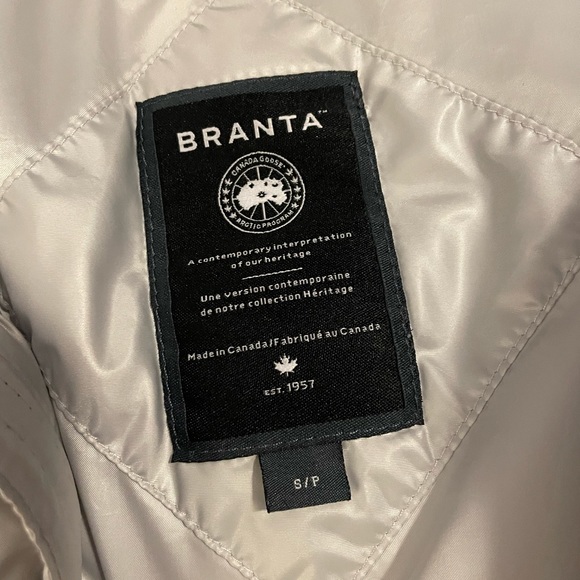 BRANTA™
CANADA GOOSE
ARCTIC PROGRAM
A contemporary interpretation
of our heritage
Une version contemporaine
de notre collection Héritage
Made in Canada/Fabriqué au Canada
EST. 1957
S/P